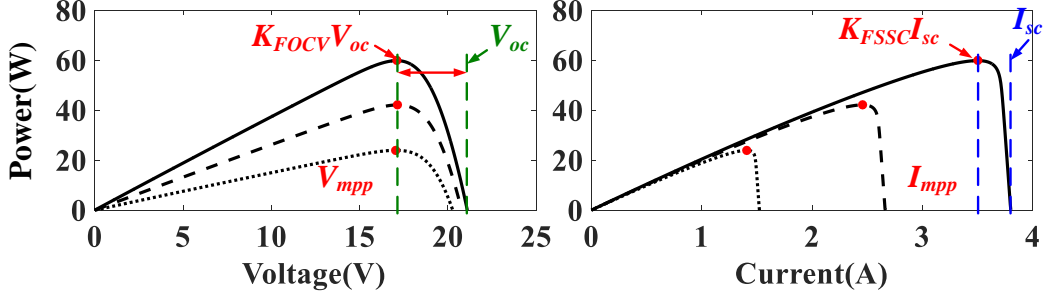 80
60
40
20
0
Power(W)
K_FOCV V_oc
V_oc
V_mpp
0 5 10 15 20 25
Voltage(V)
80
60
40
20
0
K_FSSC I_sc
I_sc
I_mpp
0 1 2 3 4
Current(A)